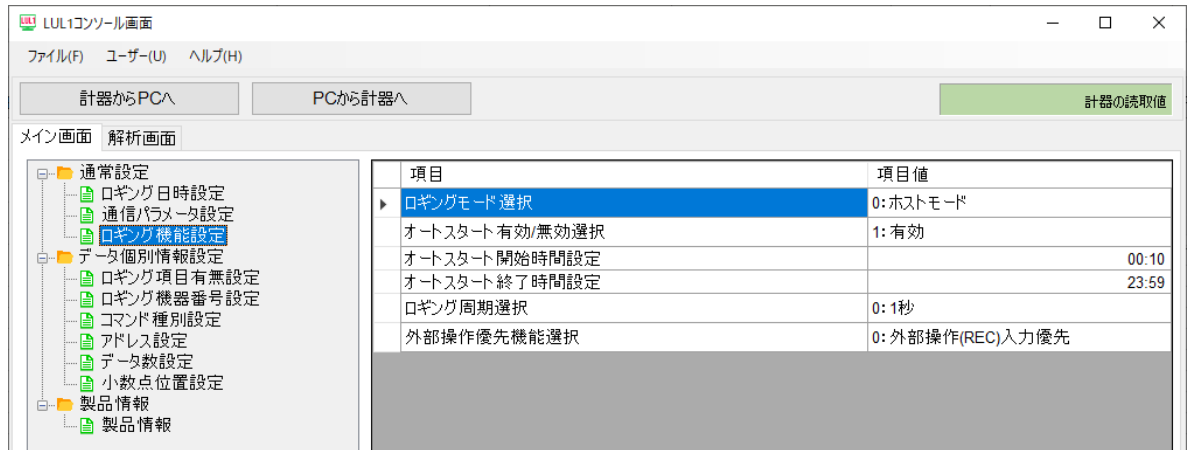 LUL1コンソール画面
ファイル(F) ユーザー(U) ヘルプ(H)
計器からPCへ PCから計器へ 計器の読取値
メイン画面 解析画面
通常設定
ロギング日時設定
通信パラメータ設定
ロギング機能設定
データ個別情報設定
ロギング項目有無設定
ロギング機器番号設定
コマンド種別設定
アドレス設定
データ数設定
小数点位置設定
製品情報
製品情報
項目 項目値
ロギングモード選択 0:ホストモード
オートスタート有効/無効選択 1:有効
オートスタート開始時間設定 00:10
オートスタート終了時間設定 23:59
ロギング周期選択 0:1秒
外部操作優先機能選択 0:外部操作(REC)入力優先